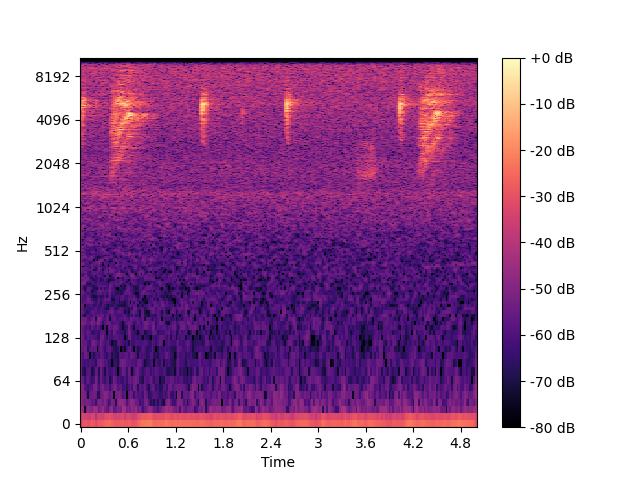 8192
4096
2048
1024
512
256
128
64
0
Hz
0 0.6 1.2 1.8 2.4 3 3.6 4.2 4.8
Time
+0 dB
-10 dB
-20 dB
-30 dB
-40 dB
-50 dB
-60 dB
-70 dB
-80 dB